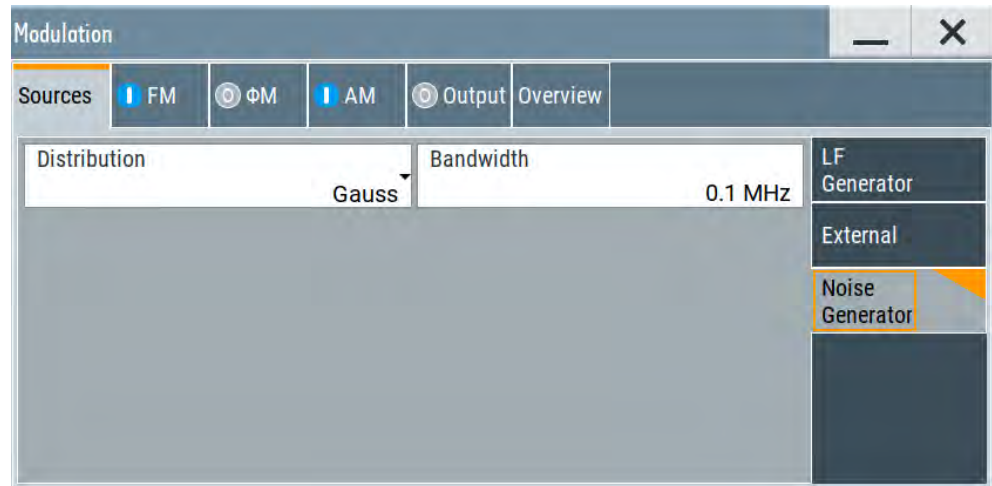 Modulation
Sources FM ΦM AM Output Overview
Distribution
Gauss
Bandwidth
0.1 MHz
LF
Generator
External
Noise
Generator